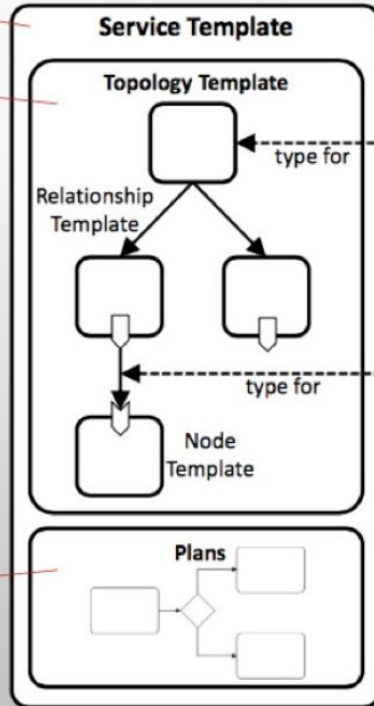 Service Template
Topology Template
type for
Relationship
Template
type for
Node
Template
Plans